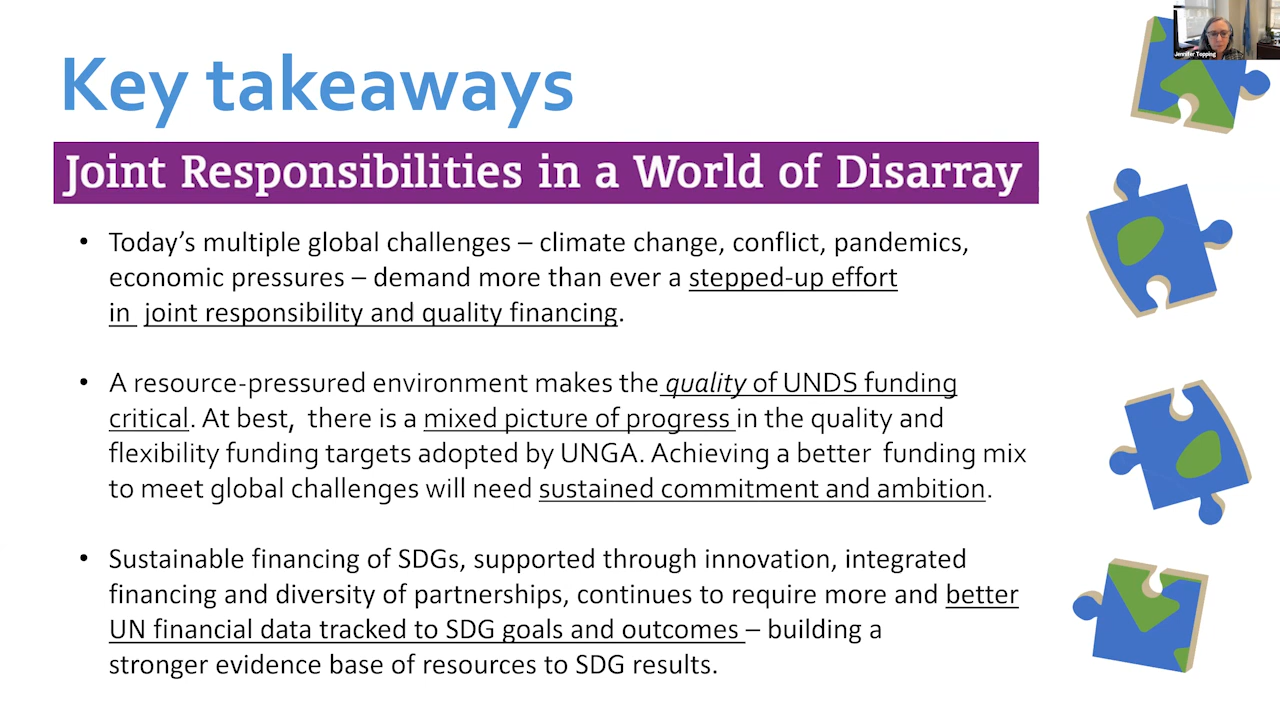 Jennifer Topping
Key takeaways
Joint Responsibilities in a World of Disarray
• Today’s multiple global challenges – climate change, conflict, pandemics,
economic pressures – demand more than ever a stepped-up effort
in joint responsibility and quality financing.
• A resource-pressured environment makes the quality of UNDS funding
critical. At best, there is a mixed picture of progress in the quality and
flexibility funding targets adopted by UNGA. Achieving a better funding mix
to meet global challenges will need sustained commitment and ambition.
• Sustainable financing of SDGs, supported through innovation, integrated
financing and diversity of partnerships, continues to require more and better
UN financial data tracked to SDG goals and outcomes – building a
stronger evidence base of resources to SDG results.